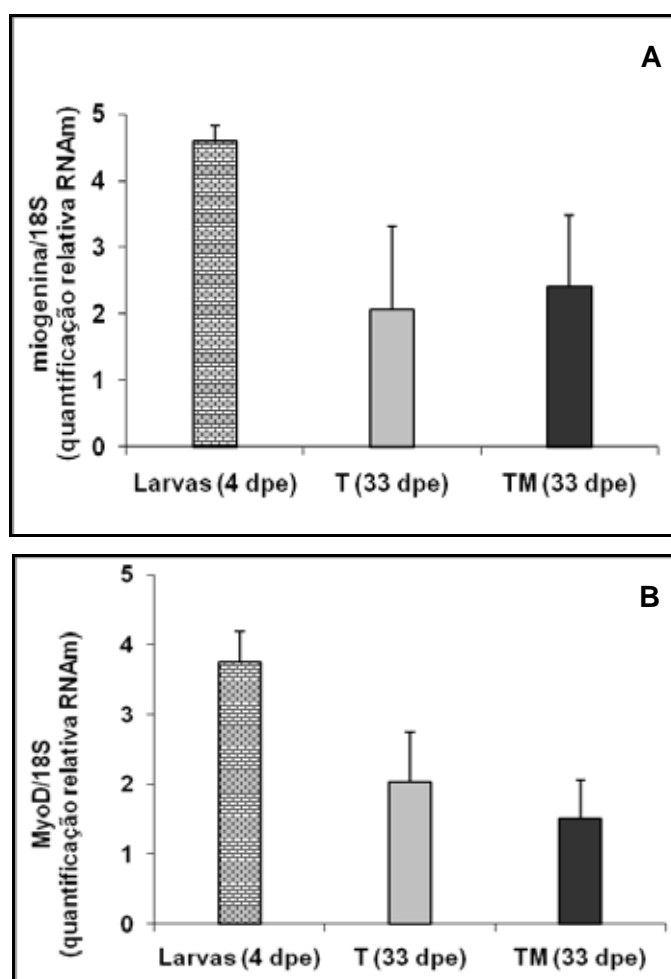 A
miogenina/18S
(quantificação relativa RNAm)
5
4
3
2
1
0
Larvas (4 dpe) T (33 dpe) TM (33 dpe)
B
MyoD/18S
(quantificação relativa RNAm)
5
4
3
2
1
0
Larvas (4 dpe) T (33 dpe) TM (33 dpe)